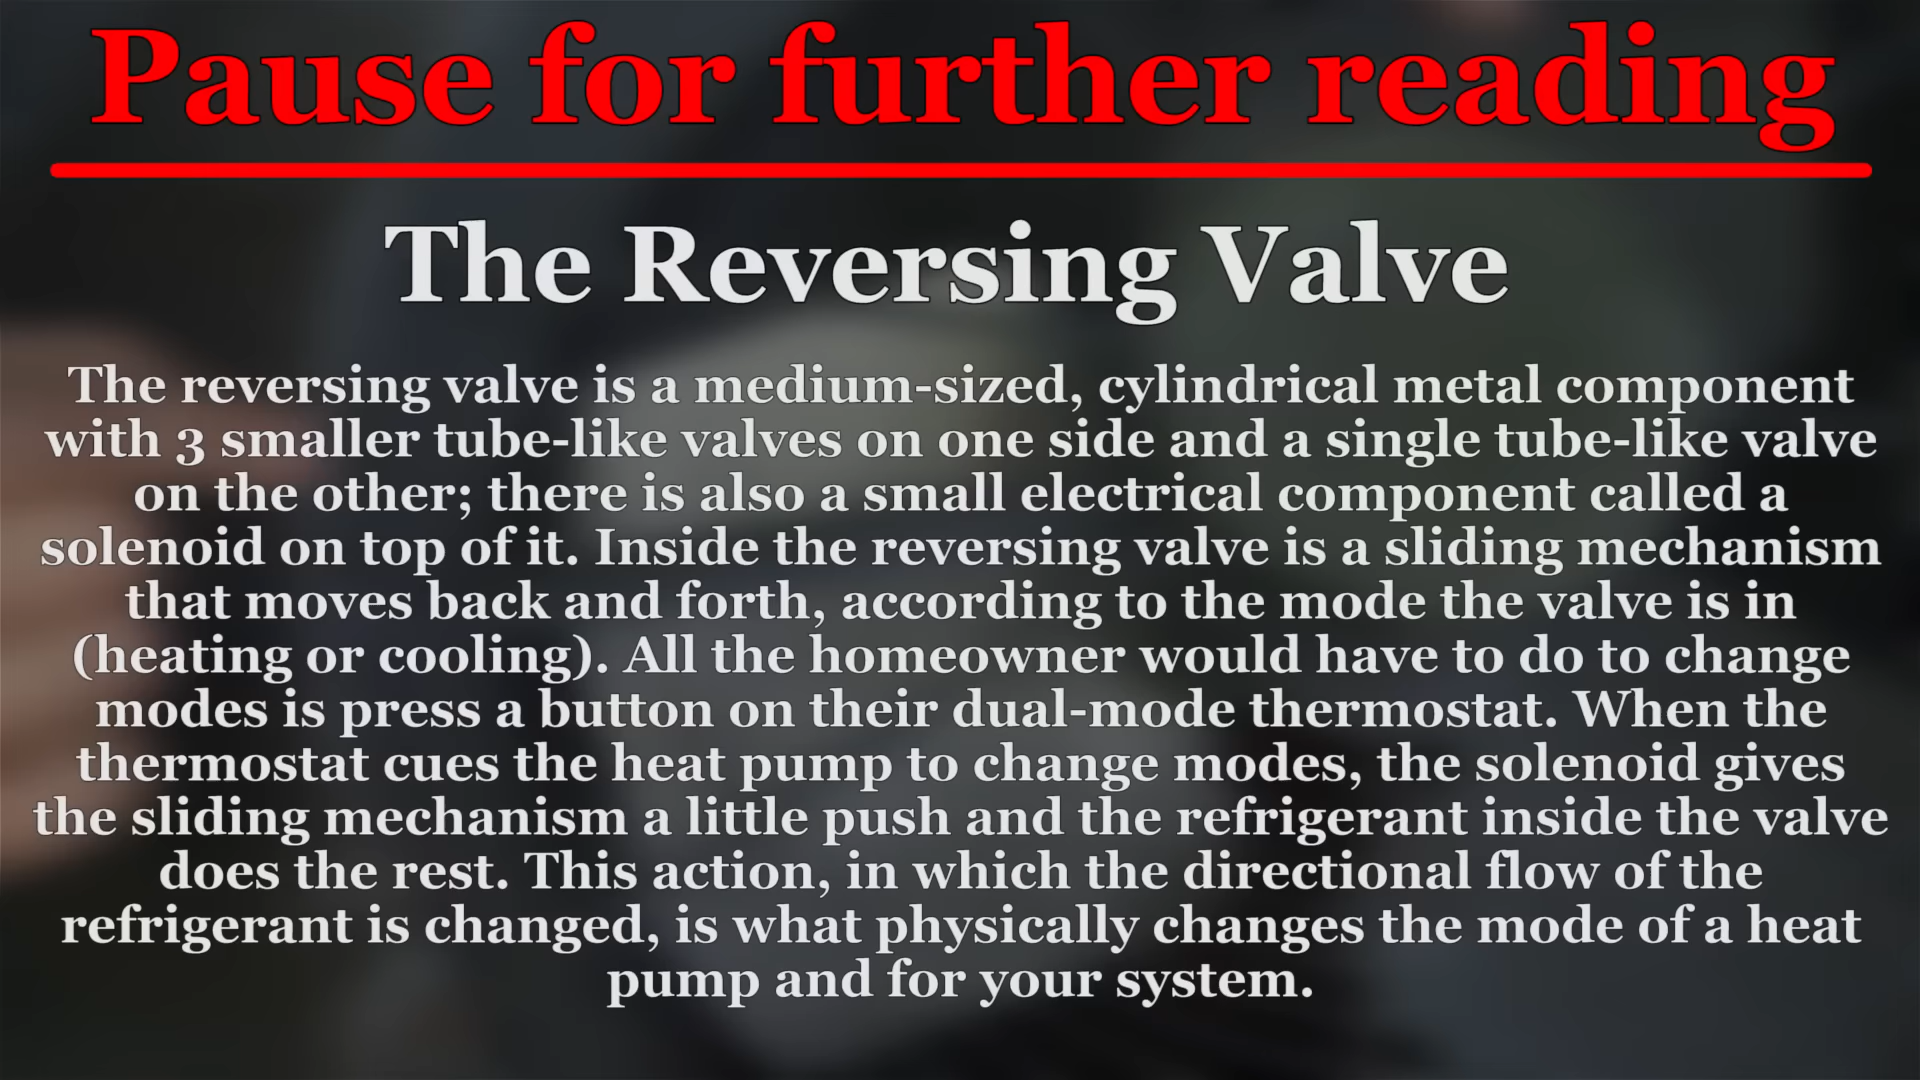 Pause for further reading
The Reversing Valve
The reversing valve is a medium-sized, cylindrical metal component
with 3 smaller tube-like valves on one side and a single tube-like valve
on the other; there is also a small electrical component called a
solenoid on top of it. Inside the reversing valve is a sliding mechanism
that moves back and forth, according to the mode the valve is in
(heating or cooling). All the homeowner would have to do to change
modes is press a button on their dual-mode thermostat. When the
thermostat cues the heat pump to change modes, the solenoid gives
the sliding mechanism a little push and the refrigerant inside the valve
does the rest. This action, in which the directional flow of the
refrigerant is changed, is what physically changes the mode of a heat
pump and for your system.